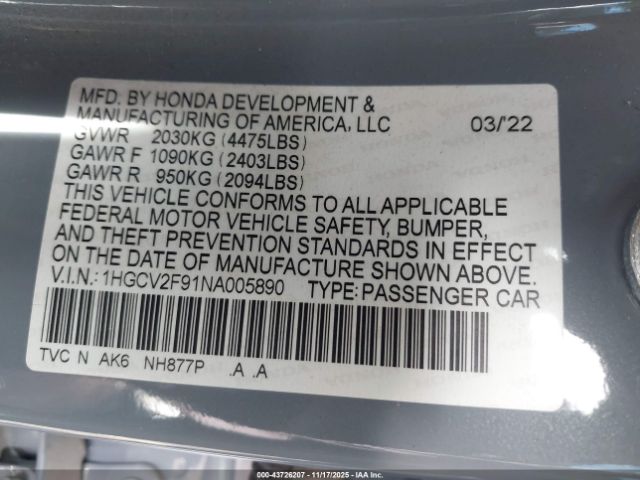 MFD. BY HONDA DEVELOPMENT &
MANUFACTURING OF AMERICA, LLC 03/'22
GVWR 2030KG (4475LBS)
GAWR F 1090KG (2403LBS)
GAWR R 950KG (2094LBS)
THIS VEHICLE CONFORMS TO ALL APPLICABLE
FEDERAL MOTOR VEHICLE SAFETY, BUMPER,
AND THEFT PREVENTION STANDARDS IN EFFECT
ON THE DATE OF MANUFACTURE SHOWN ABOVE.
V.I.N.: 1HGCV2F91NA005890 TYPE: PASSENGER CAR
TVC N AK6 NH877P .A .A
000-43726207 - 11/17/2025 - IAA Inc.